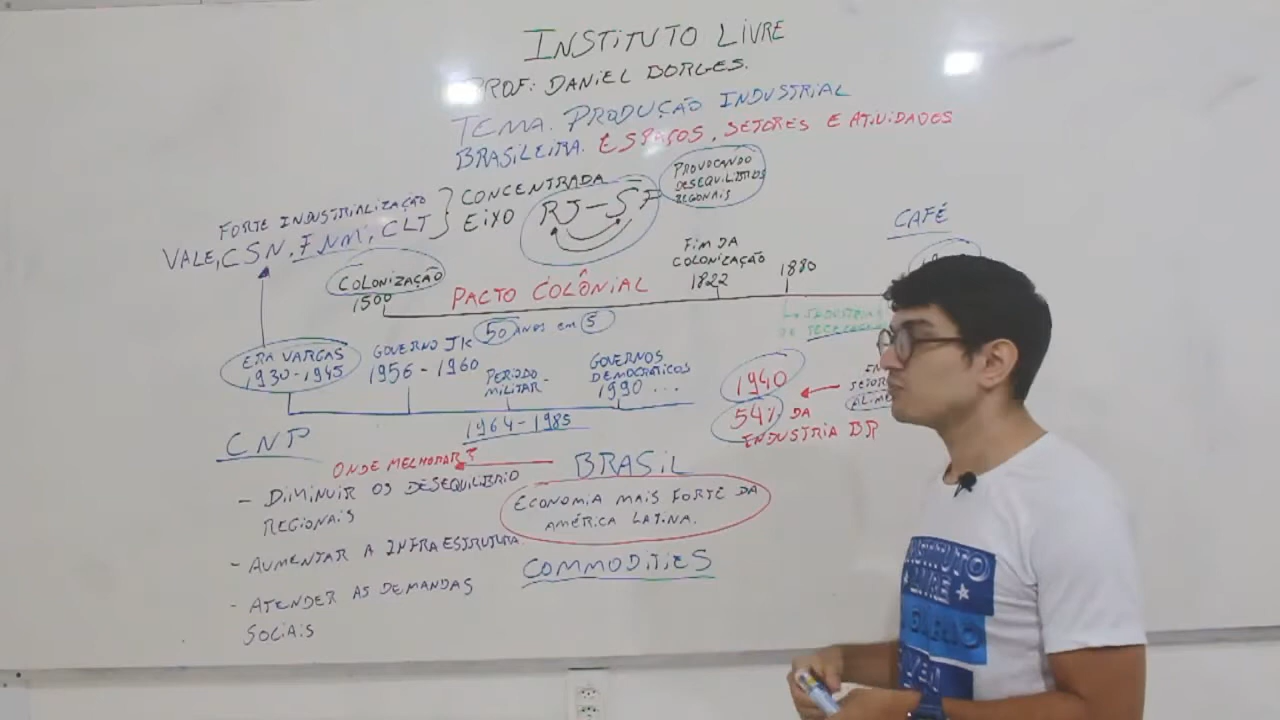 INSTITUTO LIVRE
PROF: DANIEL BORGES.
TEMA. PRODUÇÃO INDUSTRIAL
BRASILEIRA. ESPAÇOS, SETORES E ATIVIDADES
FORTE INDUSTRIALIZAÇÃO
VALE, CSN, FNM, CLT
CONCENTRADA
EIXO RJ-SP
PROVOCANDO
DESEQUILIBRIOS
REGIONAIS
CAFÉ
COLONIZAÇÃO
1500
PACTO COLÔNIAL
FIM DA
COLONIZAÇÃO
1822
1880
ERA VARGAS
1930-1945
GOVERNO JK
1956-1960
50 ANOS EM 5
PERIODO
MILITAR-
1964-1985
GOVERNOS
DEMOCRÁTICOS
1990 ...
1940
54% DA
INDUSTRIA BR
CNP
ONDE MELHORAR?
- DIMINUIR OS DESEQUILIBRIO
REGIONAIS
- AUMENTAR A INFRAESTRUTURA.
- ATENDER AS DEMANDAS
SOCIAIS
BRASIL
ECONOMIA MAIS FORTE DA
AMÉRICA LATINA.
COMMODITIES
INSTITUTO
LIVRE